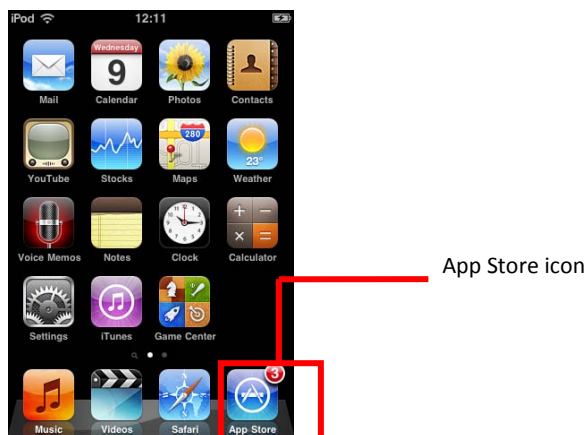 iPod 12:11
Wednesday
9
280
23°
Mail Calendar Photos Contacts
YouTube Stocks Maps Weather
Voice Memos Notes Clock Calculator
Settings iTunes Game Center
3
Music Videos Safari App Store
App Store icon